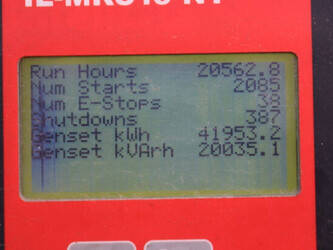 Run Hours 20562.8
Num Starts 2085
Num E-Stops 38
Shutdowns 387
Genset kWh 41953.2
Genset kVArh 20035.1